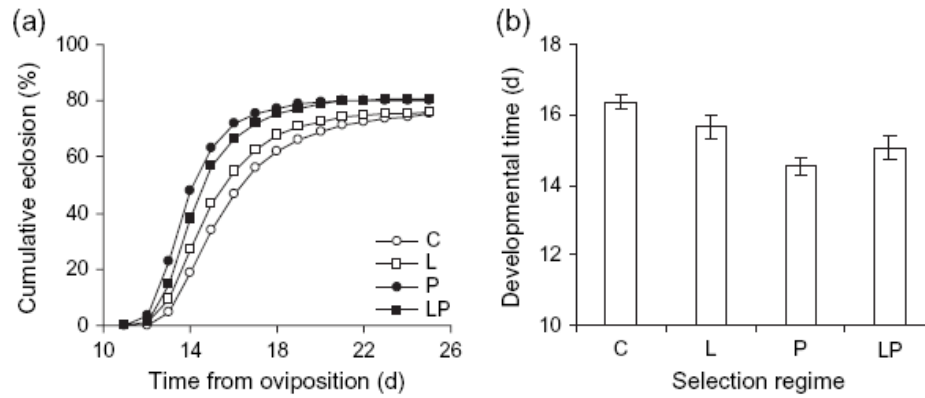 (a)
Cumulative eclosion (%)
100
80
60
40
20
0
10
14
18
22
26
Time from oviposition (d)
C
L
P
LP
(b)
Developmental time (d)
18
16
14
12
10
C
L
P
LP
Selection regime